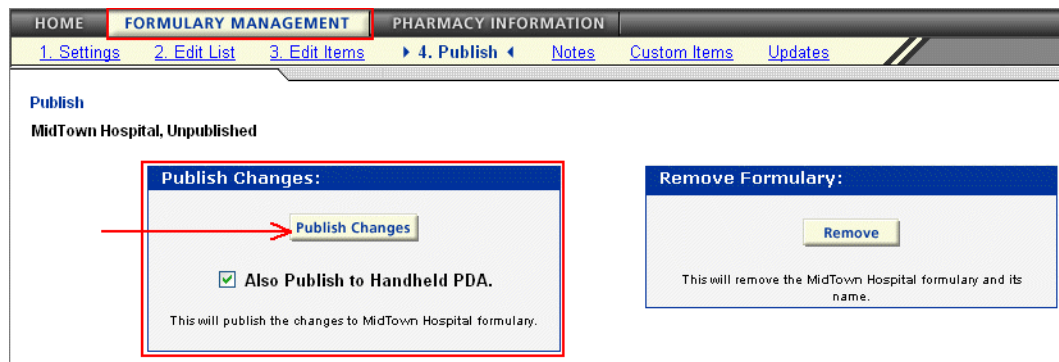 HOME FORMULARY MANAGEMENT PHARMACY INFORMATION
1. Settings 2. Edit List 3. Edit Items 4. Publish Notes Custom Items Updates
Publish
MidTown Hospital, Unpublished
Publish Changes:
Publish Changes
Also Publish to Handheld PDA.
This will publish the changes to MidTown Hospital formulary.
Remove Formulary:
Remove
This will remove the MidTown Hospital formulary and its
name.